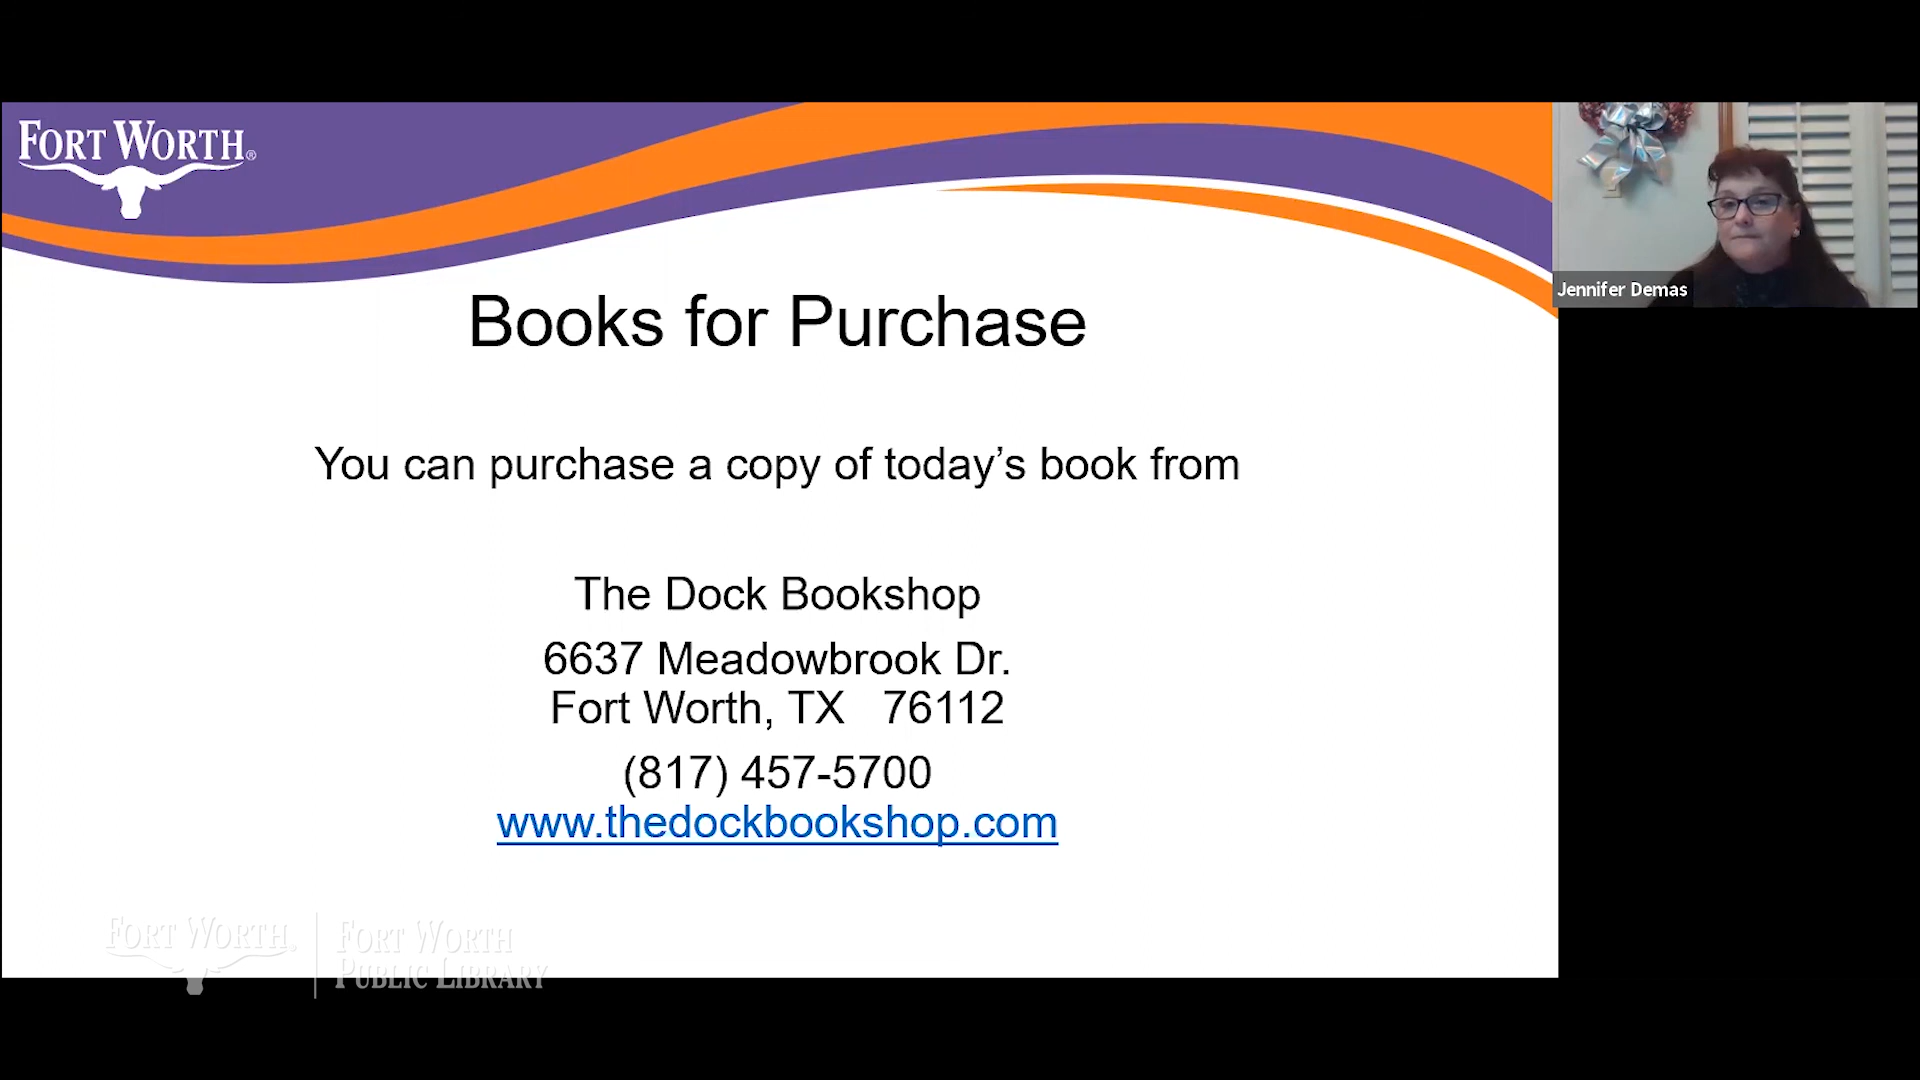 FORT WORTH®
Jennifer Demas
Books for Purchase
You can purchase a copy of today’s book from
The Dock Bookshop
6637 Meadowbrook Dr.
Fort Worth, TX 76112
(817) 457-5700
www.thedockbookshop.com
FORT WORTH®
FORT WORTH
PUBLIC LIBRARY